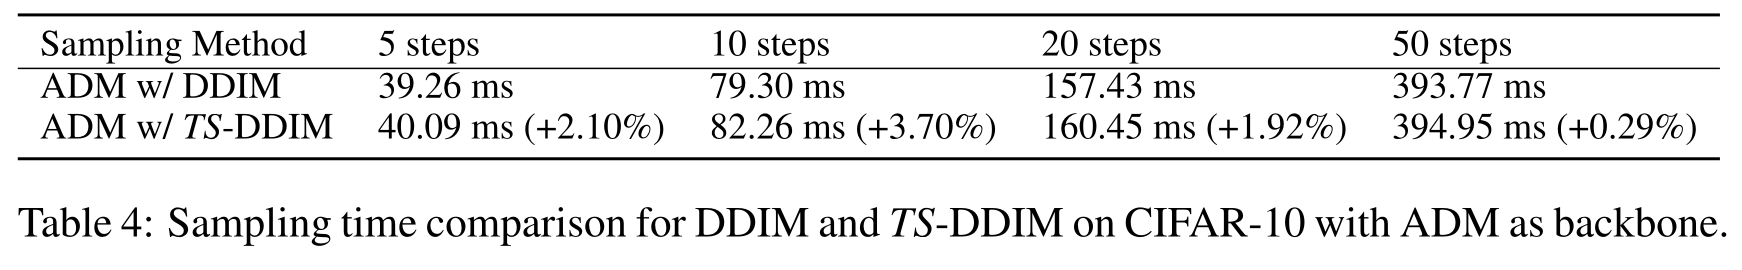 Sampling Method 5 steps 10 steps 20 steps 50 steps
ADM w/ DDIM 39.26 ms 79.30 ms 157.43 ms 393.77 ms
ADM w/ TS-DDIM 40.09 ms (+2.10%) 82.26 ms (+3.70%) 160.45 ms (+1.92%) 394.95 ms (+0.29%)
Table 4: Sampling time comparison for DDIM and TS-DDIM on CIFAR-10 with ADM as backbone.